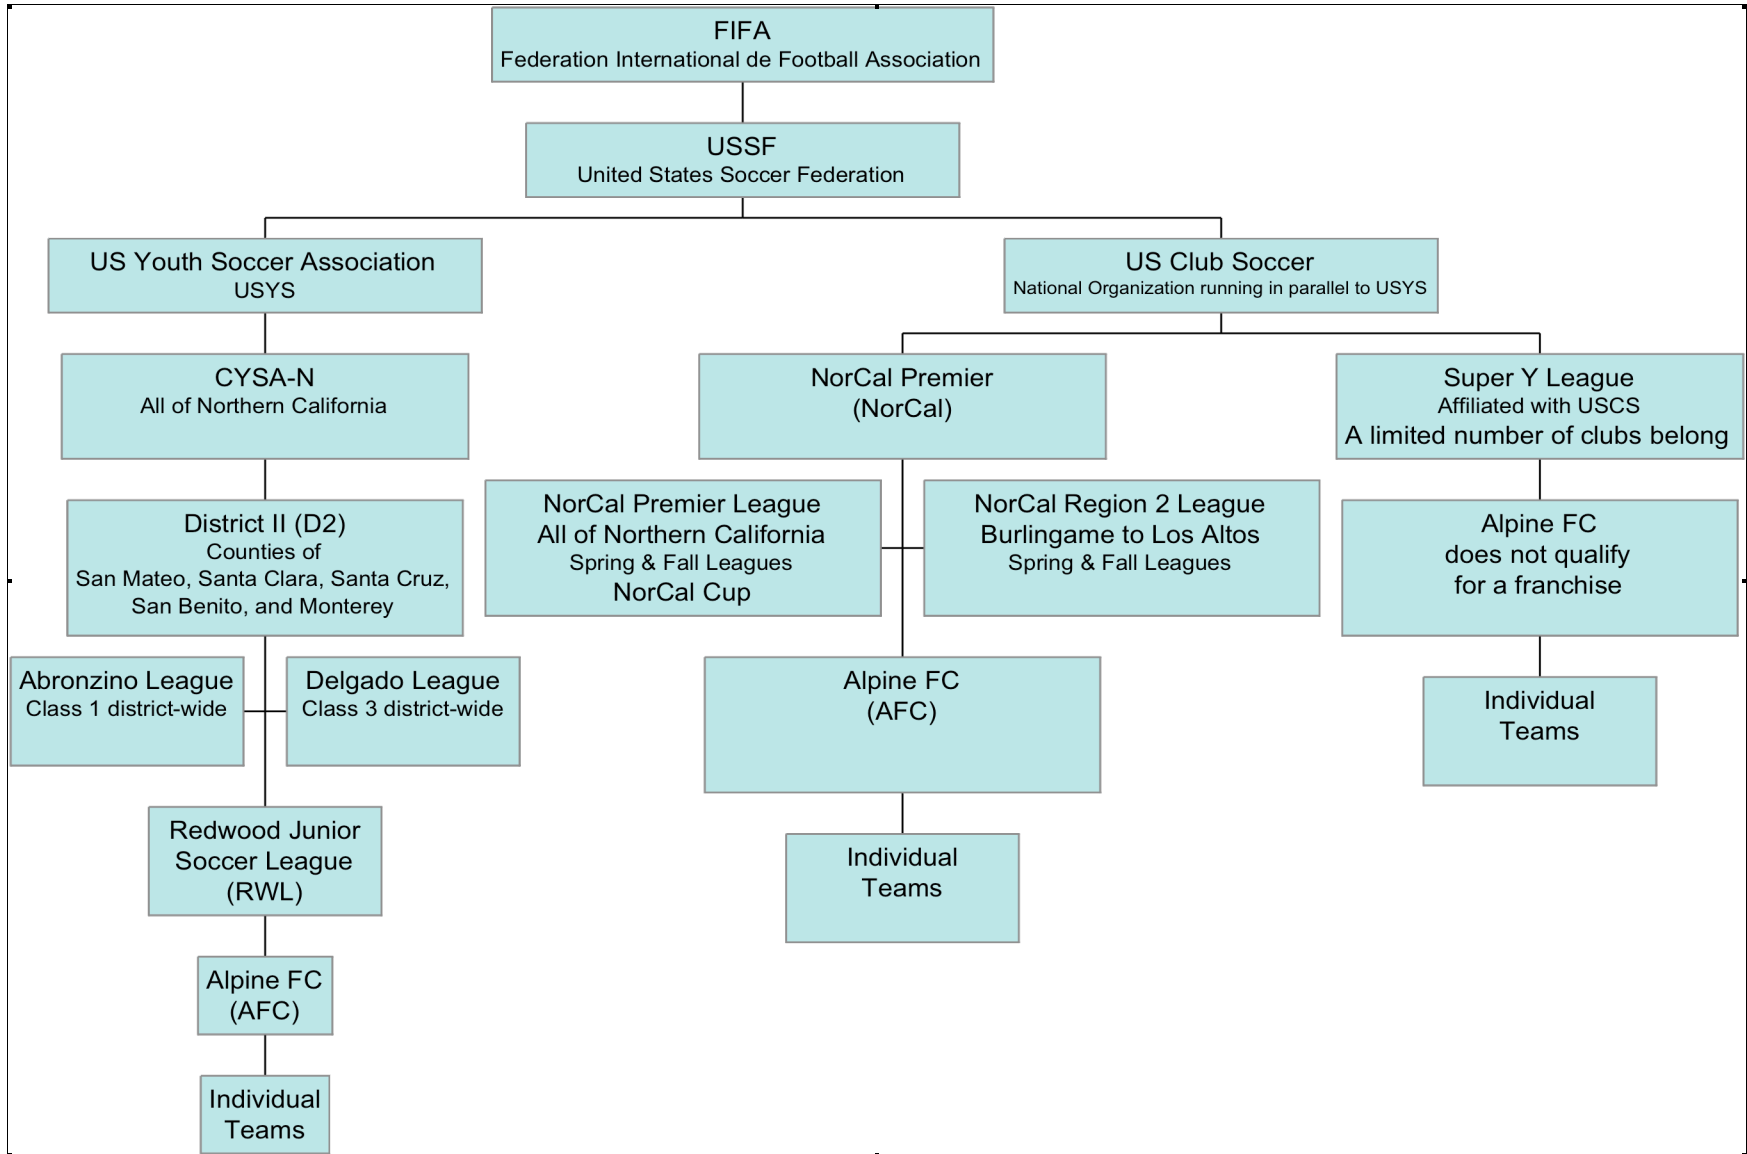 FIFA
Federation International de Football Association
USSF
United States Soccer Federation
US Youth Soccer Association
USYS
US Club Soccer
National Organization running in parallel to USYS
CYSA-N
All of Northern California
NorCal Premier
(NorCal)
Super Y League
Affiliated with USCS
A limited number of clubs belong
District II (D2)
Counties of
San Mateo, Santa Clara, Santa Cruz,
San Benito, and Monterey
NorCal Premier League
All of Northern California
Spring & Fall Leagues
NorCal Cup
NorCal Region 2 League
Burlingame to Los Altos
Spring & Fall Leagues
Alpine FC
does not qualify
for a franchise
Abronzino League
Class 1 district-wide
Delgado League
Class 3 district-wide
Alpine FC
(AFC)
Individual
Teams
Redwood Junior
Soccer League
(RWL)
Individual
Teams
Alpine FC
(AFC)
Individual
Teams